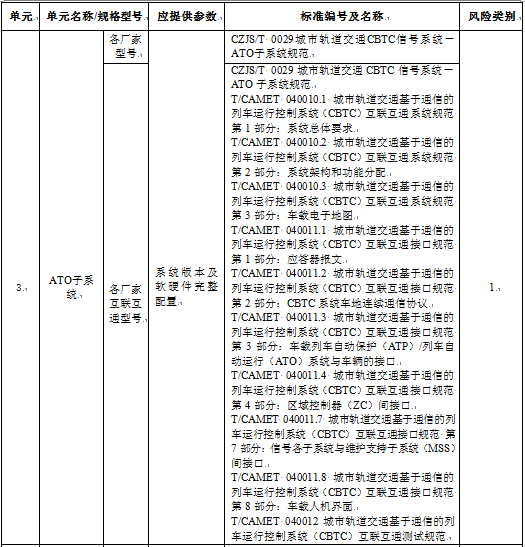 单元 单元名称/规格型号 应提供参数 标准编号及名称 风险类别
3 ATO子系
统
各厂家
型号
各厂家
互联互
通型号
系统版本及
软硬件完整
配置
CZJS/T 0029城市轨道交通CBTC信号系统—
ATO子系统规范
CZJS/T 0029 城市轨道交通 CBTC 信号系统—
ATO 子系统规范
T/CAMET 040010.1 城市轨道交通基于通信的
列车运行控制系统（CBTC）互联互通系统规范
第 1 部分：系统总体要求
T/CAMET 040010.2 城市轨道交通基于通信的
列车运行控制系统（CBTC）互联互通系统规范
第 2 部分：系统架构和功能分配
T/CAMET 040010.3 城市轨道交通基于通信的
列车运行控制系统（CBTC）互联互通系统规范
第 3 部分：车载电子地图
T/CAMET 040011.1 城市轨道交通基于通信的
列车运行控制系统（CBTC）互联互通接口规范
第 1 部分：应答器报文
T/CAMET 040011.2 城市轨道交通基于通信的
列车运行控制系统（CBTC）互联互通接口规范
第 2 部分：CBTC 系统车地连续通信协议
T/CAMET 040011.3 城市轨道交通基于通信的
列车运行控制系统（CBTC）互联互通接口规范
第 3 部分：车载列车自动保护（ATP）/列车自
动运行（ATO）系统与车辆的接口
T/CAMET 040011.4 城市轨道交通基于通信的
列车运行控制系统（CBTC）互联互通接口规范
第 4 部分：区域控制器（ZC）间接口
T/CAMET 040011.7 城市轨道交通基于通信的列
车运行控制系统（CBTC）互联互通接口规范 第
7 部分：信号各子系统与维护支持子系统（MSS）
间接口
T/CAMET 040011.8 城市轨道交通基于通信的
列车运行控制系统（CBTC）互联互通接口规范
第 8 部分：车载人机界面
T/CAMET 040012 城市轨道交通基于通信的列
车运行控制系统（CBTC）互联互通测试规范
1